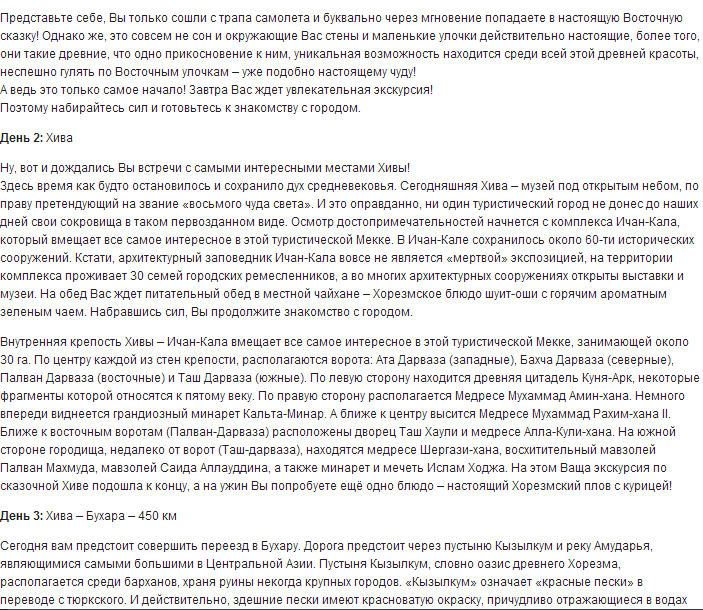 Представьте себе, Вы только сошли с трапа самолета и буквально через мгновение попадаете в настоящую Восточную
сказку! Однако же, это совсем не сон и окружающие Вас стены и маленькие улочки действительно настоящие, более того,
они такие древние, что одно прикосновение к ним, уникальная возможность находится среди всей этой древней красоты,
неспешно гулять по Восточным улочкам – уже подобно настоящему чуду!
А ведь это только самое начало! Завтра Вас ждет увлекательная экскурсия!
Поэтому набирайтесь сил и готовьтесь к знакомству с городом.
День 2: Хива
Ну, вот и дождались Вы встречи с самыми интересными местами Хивы!
Здесь время как будто остановилось и сохранило дух средневековья. Сегодняшняя Хива – музей под открытым небом, по
праву претендующий на звание «восьмого чуда света». И это оправданно, ни один туристический город не донес до наших
дней свои сокровища в таком первозданном виде. Осмотр достопримечательностей начнется с комплекса Ичан-Кала,
который вмещает все самое интересное в этой туристической Мекке. В Ичан-Кале сохранилось около 60-ти исторических
сооружений. Кстати, архитектурный заповедник Ичан-Кала вовсе не является «мертвой» экспозицией, на территории
комплекса проживает 30 семей городских ремесленников, а во многих архитектурных сооружениях открыты выставки и
музеи. На обед Вас ждет питательный обед в местной чайхане – Хорезмское блюдо шуит-оши с горячим ароматным
зеленым чаем. Набравшись сил, Вы продолжите знакомство с городом.
Внутренняя крепость Хивы – Ичан-Кала вмещает все самое интересное в этой туристической Мекке, занимающей около
30 га. По центру каждой из стен крепости, располагаются ворота: Ата Дарваза (западные), Бахча Дарваза (северные),
Палван Дарваза (восточные) и Таш Дарваза (южные). По левую сторону находится древняя цитадель Куня-Арк, некоторые
фрагменты которой относятся к пятому веку. По правую сторону располагается Медресе Мухаммад Амин-хана. Немного
впереди виднеется грандиозный минарет Кальта-Минар. А ближе к центру высится Медресе Мухаммад Рахим-хана II.
Ближе к восточным воротам (Палван-Дарваза) расположены дворец Таш Хаули и медресе Алла-Кули-хана. На южной
стороне городища, недалеко от ворот (Таш-дарваза), находятся медресе Шергази-хана, восхитительный мавзолей
Палван Махмуда, мавзолей Саида Аллауддина, а также минарет и мечеть Ислам Ходжа. На этом Ваша экскурсия по
сказочной Хиве подошла к концу, а на ужин Вы попробуете ещё одно блюдо – настоящий Хорезмский плов с курицей!
День 3: Хива – Бухара – 450 км
Сегодня вам предстоит совершить переезд в Бухару. Дорога предстоит через пустыню Кызылкум и реку Амударья,
являющимися самыми большими в Центральной Азии. Пустыня Кызылкум, словно оазис древнего Хорезма,
располагается среди барханов, храня руины некогда крупных городов. «Кызылкум» означает «красные пески» в
переводе с тюркского. И действительно, здешние пески имеют красноватую окраску, причудливо отражающиеся в водах